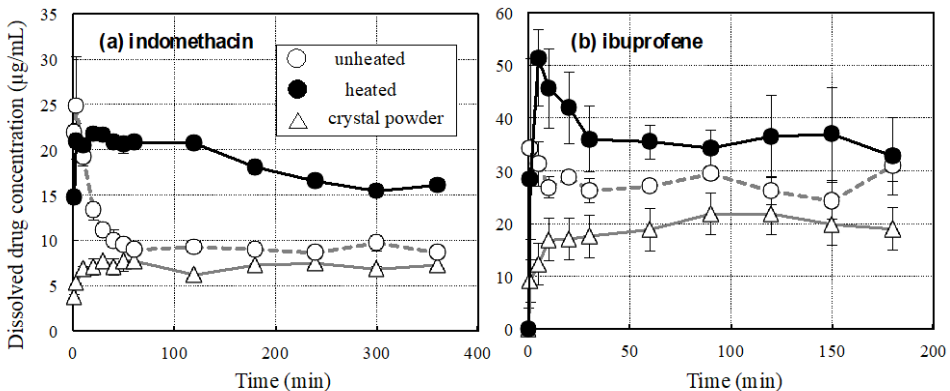 (a) indomethacin
unheated
heated
crystal powder
Dissolved drug concentration (μg/mL)
35
30
25
20
15
10
5
0
0 100 200 300 400
Time (min)
(b) ibuprofene
60
50
40
30
20
10
0
0 50 100 150 200
Time (min)